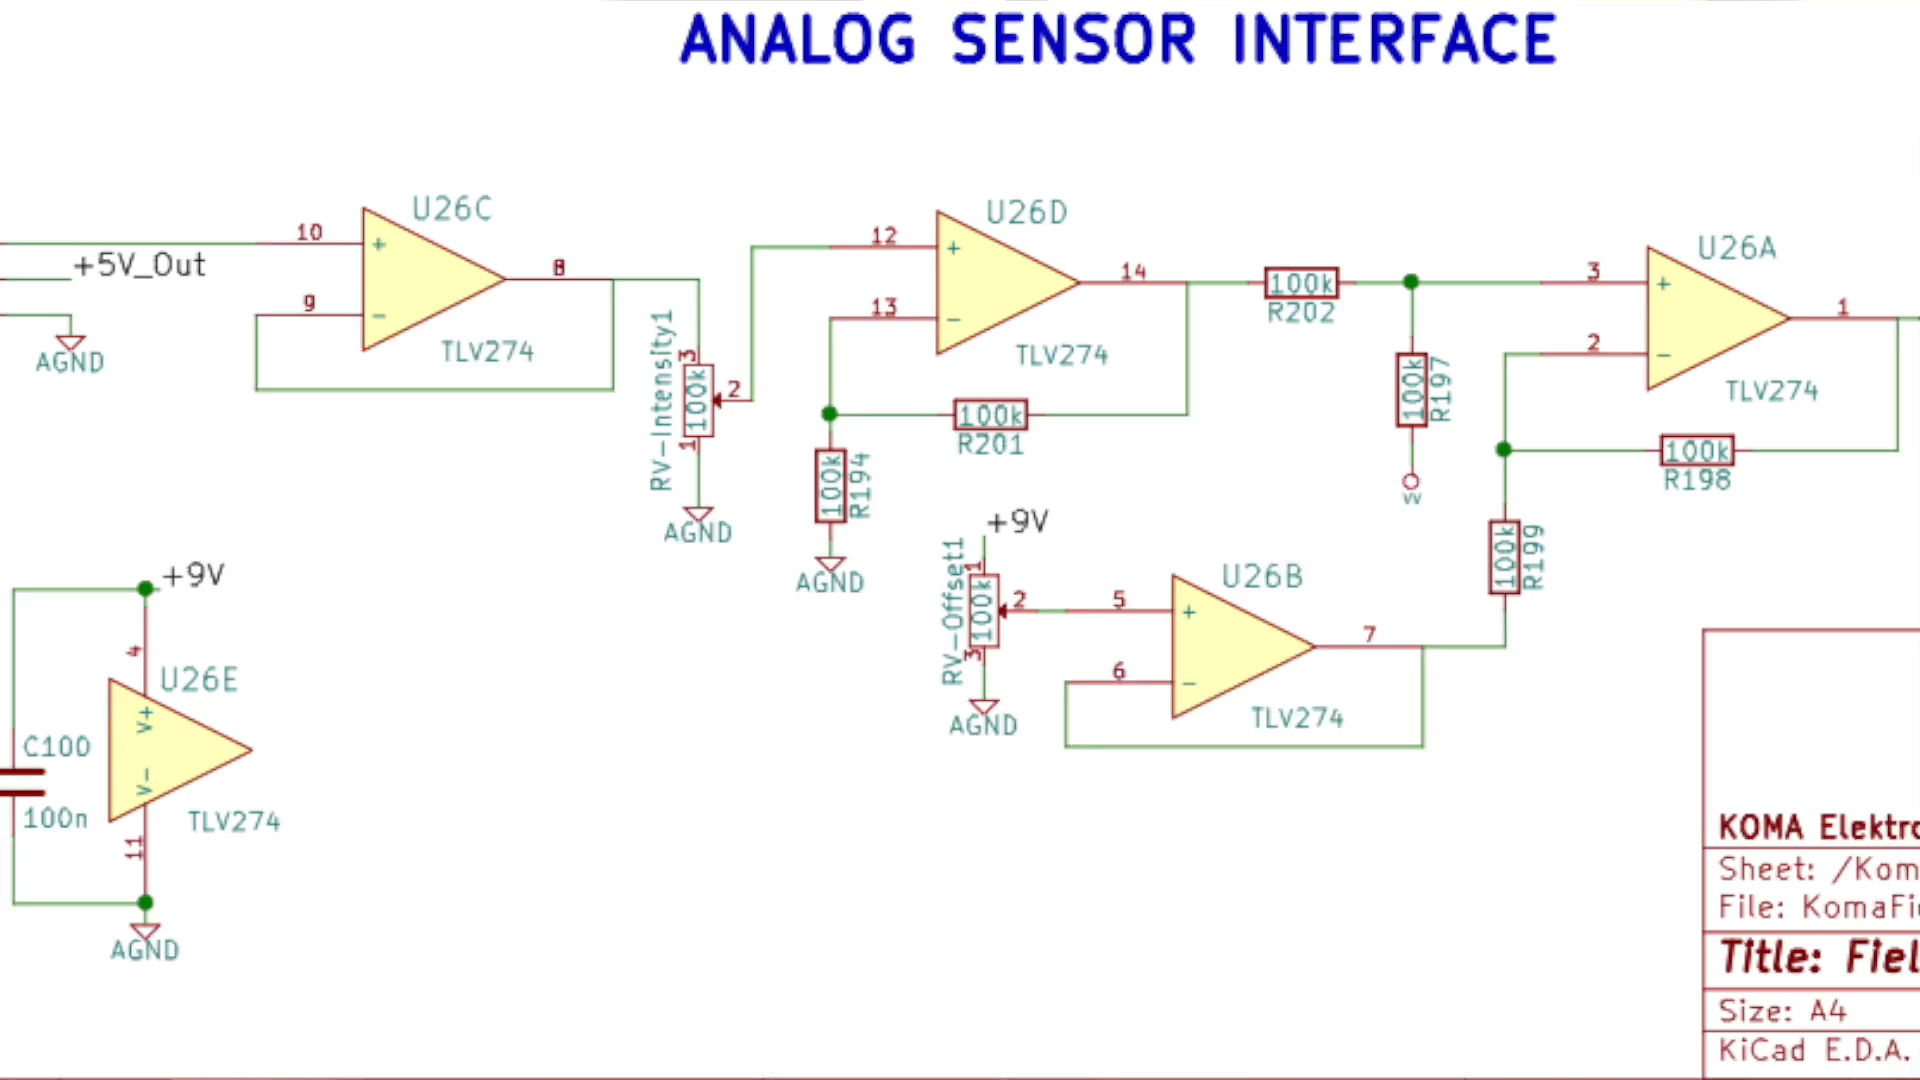 ANALOG SENSOR INTERFACE
U26C
10
+
+5V_Out
8
9
-
TLV274
AGND
RV-Intensity1
3
100k
2
1
AGND
U26D
12
+
14
13
-
TLV274
100k
R201
100k
R194
AGND
100k
R202
100k
R197
VV
U26A
3
+
1
2
-
TLV274
100k
R198
100k
R199
+9V
RV-Offset1
1
100k
2
3
AGND
U26B
5
+
7
6
-
TLV274
+9V
4
U26E
V+
V-
C100
100n
TLV274
11
AGND
KOMA Elektro
Sheet: /Kom
File: KomaFi
Title: Fiel
Size: A4
KiCad E.D.A.